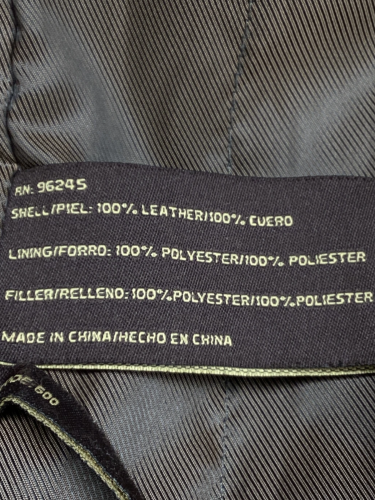 RN: 96245
SHELL/PIEL: 100% LEATHER/100% CUERO
LINING/FORRO: 100% POLYESTER/100% POLIESTER
FILLER/RELLENO: 100% POLYESTER/100% POLIESTER
MADE IN CHINA/HECHO EN CHINA
600